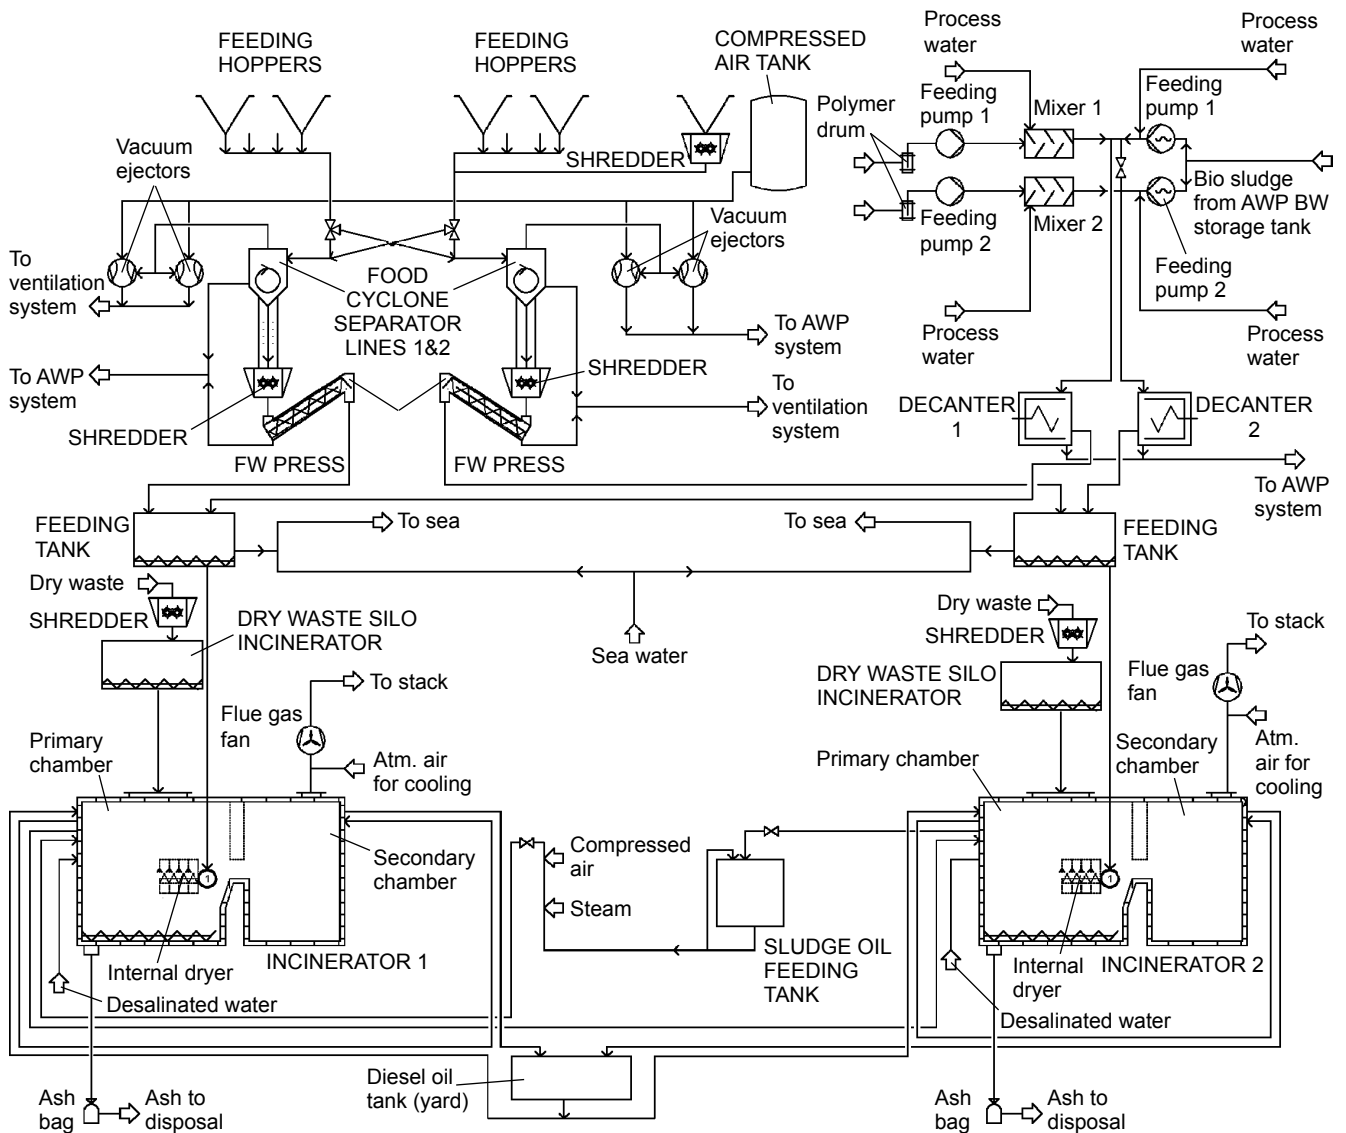 FEEDING
HOPPERS
FEEDING
HOPPERS
COMPRESSED
AIR TANK
Process
water
Process
water
Polymer
drum
Feeding
pump 1
Mixer 1
Feeding
pump 1
Vacuum
ejectors
SHREDDER
Bio sludge
from AWP BW
storage tank
Feeding
pump 2
Mixer 2
Vacuum
ejectors
To
ventilation
system
FOOD
CYCLONE
SEPARATOR
LINES 1&2
Feeding
pump 2
To AWP
system
Process
water
Process
water
To AWP
system
SHREDDER
To
ventilation
system
DECANTER
1
DECANTER
2
SHREDDER
FW PRESS
FW PRESS
To AWP
system
FEEDING
TANK
To sea
To sea
FEEDING
TANK
Dry waste
SHREDDER
DRY WASTE SILO
INCINERATOR
Sea water
Dry waste
SHREDDER
To stack
DRY WASTE SILO
INCINERATOR
Flue gas
fan
To stack
Flue gas
fan
Primary
chamber
Atm. air
for cooling
Primary chamber
Secondary
chamber
Atm.
air for
cooling
Secondary
chamber
Compressed
air
Steam
1
1
Internal dryer
INCINERATOR 1
SLUDGE OIL
FEEDING
TANK
Internal
dryer
INCINERATOR 2
Desalinated water
Desalinated water
Diesel oil
tank (yard)
Ash
bag
Ash to
disposal
Ash
bag
Ash to
disposal